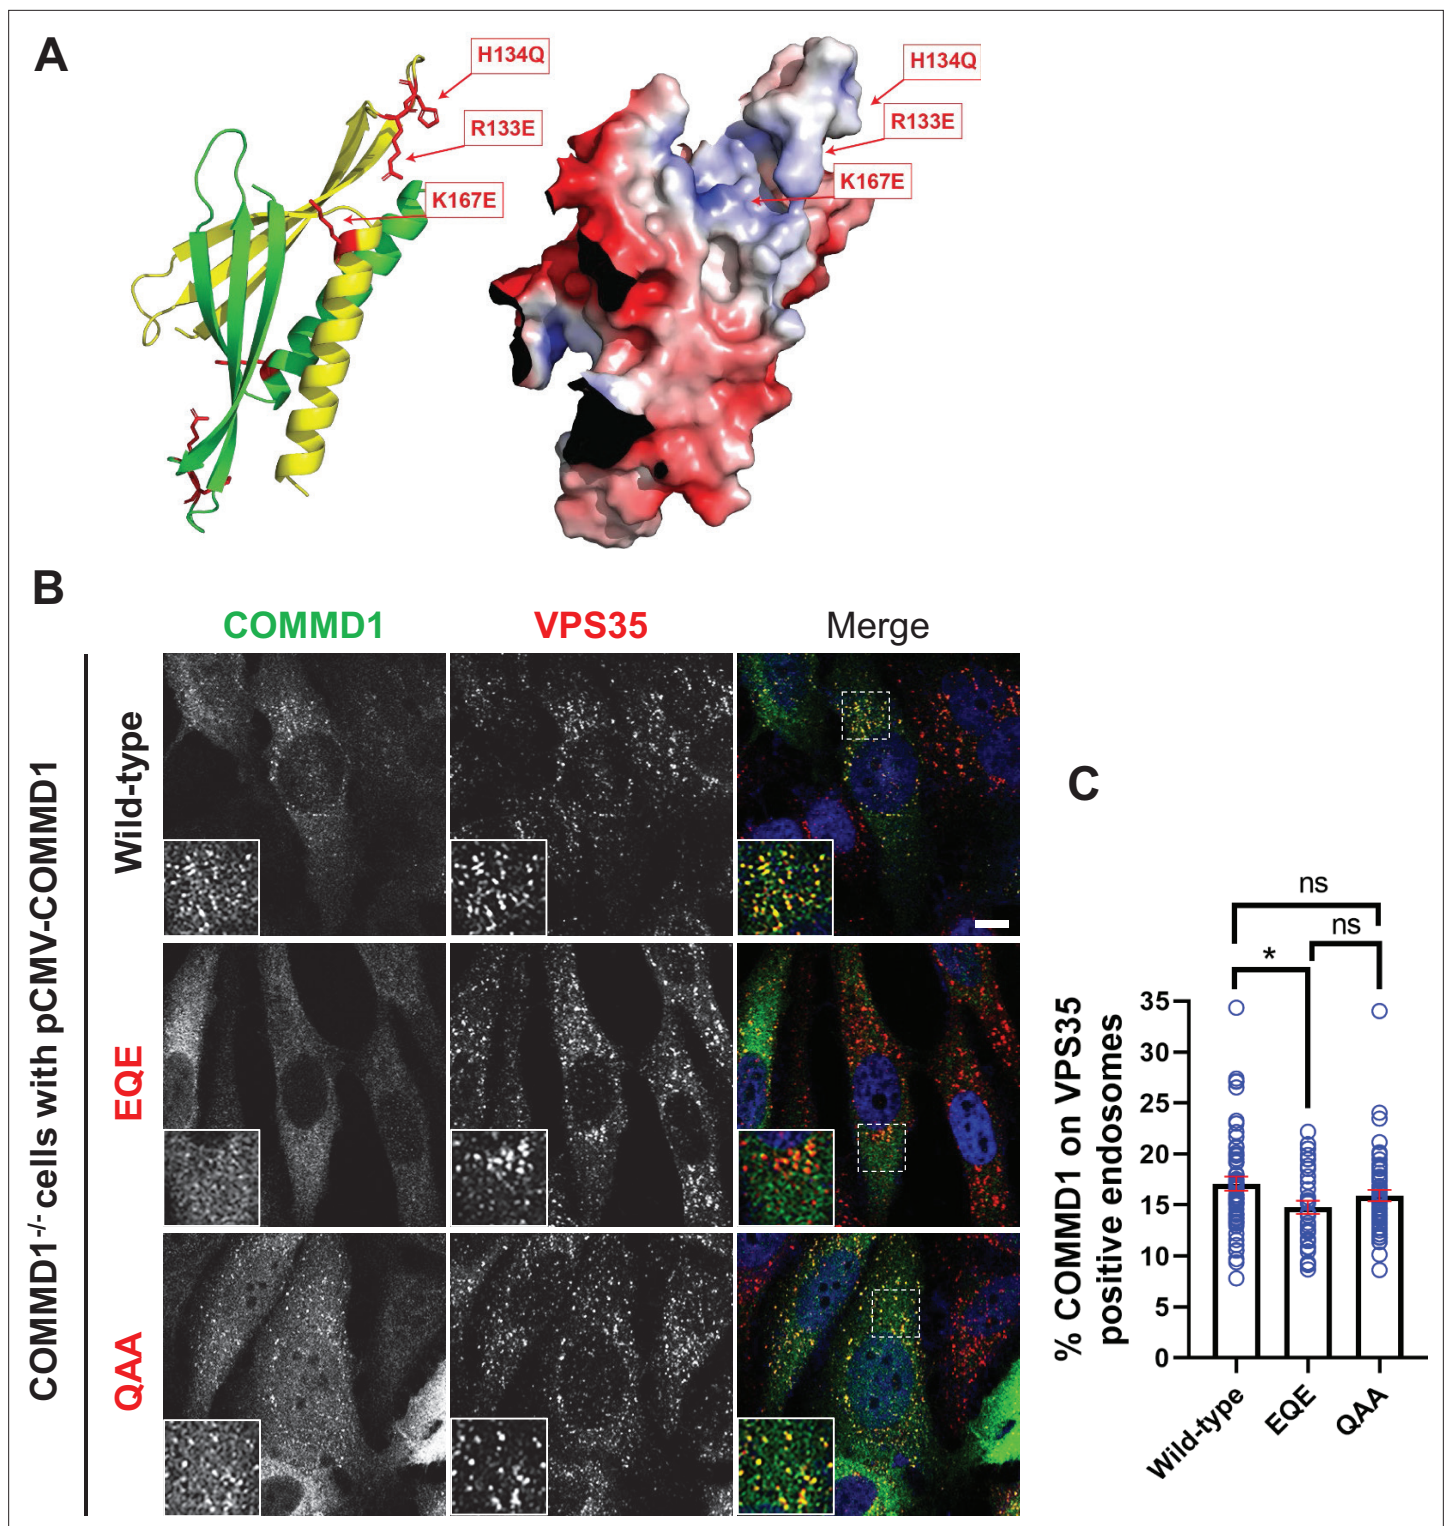 A
H134Q
R133E
K167E
H134Q
R133E
K167E
B
COMMD1 VPS35 Merge
COMMD1-/- cells with pCMV-COMMD1
Wild-type
EQE
QAA
C
ns
ns
*
% COMMD1 on VPS35
positive endosomes
35
30
25
20
15
10
5
0
Wild-type
EQE
QAA